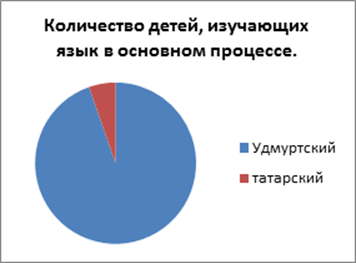 Количество детей, изучающих
язык в основном процессе.
Удмуртский
татарский